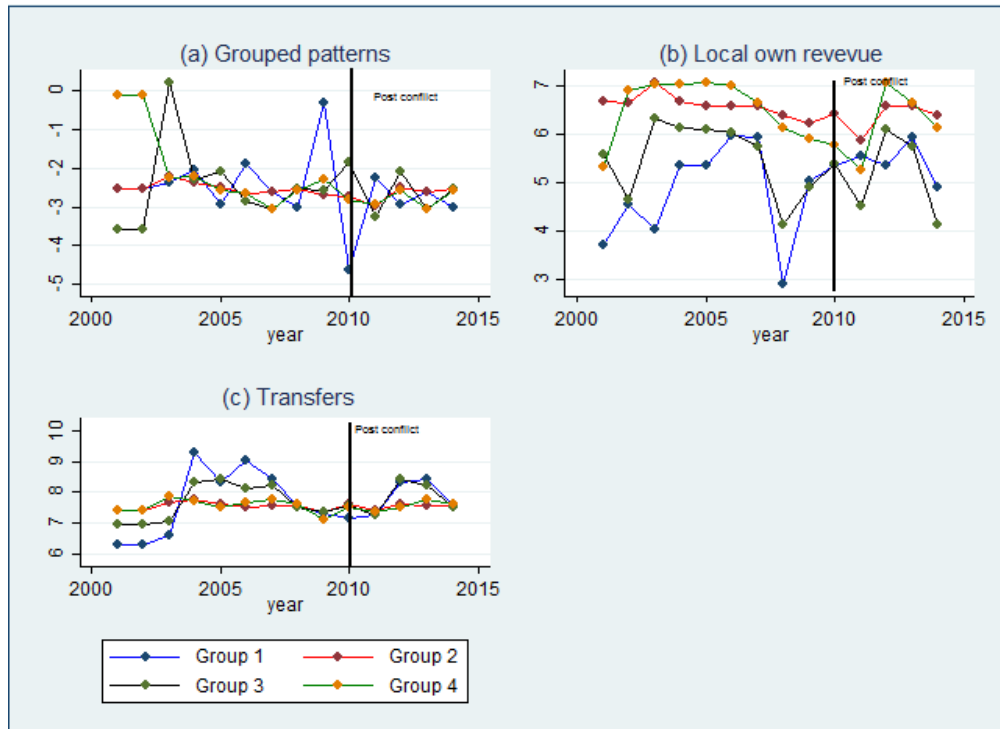 (a) Grouped patterns
0
-1
-2
-3
-4
-5
Post conflict
2000 2005 2010 2015
year
(b) Local own revevue
7
6
5
4
3
Post conflict
2000 2005 2010 2015
year
(c) Transfers
10
9
8
7
6
Post conflict
2000 2005 2010 2015
year
Group 1 Group 2
Group 3 Group 4